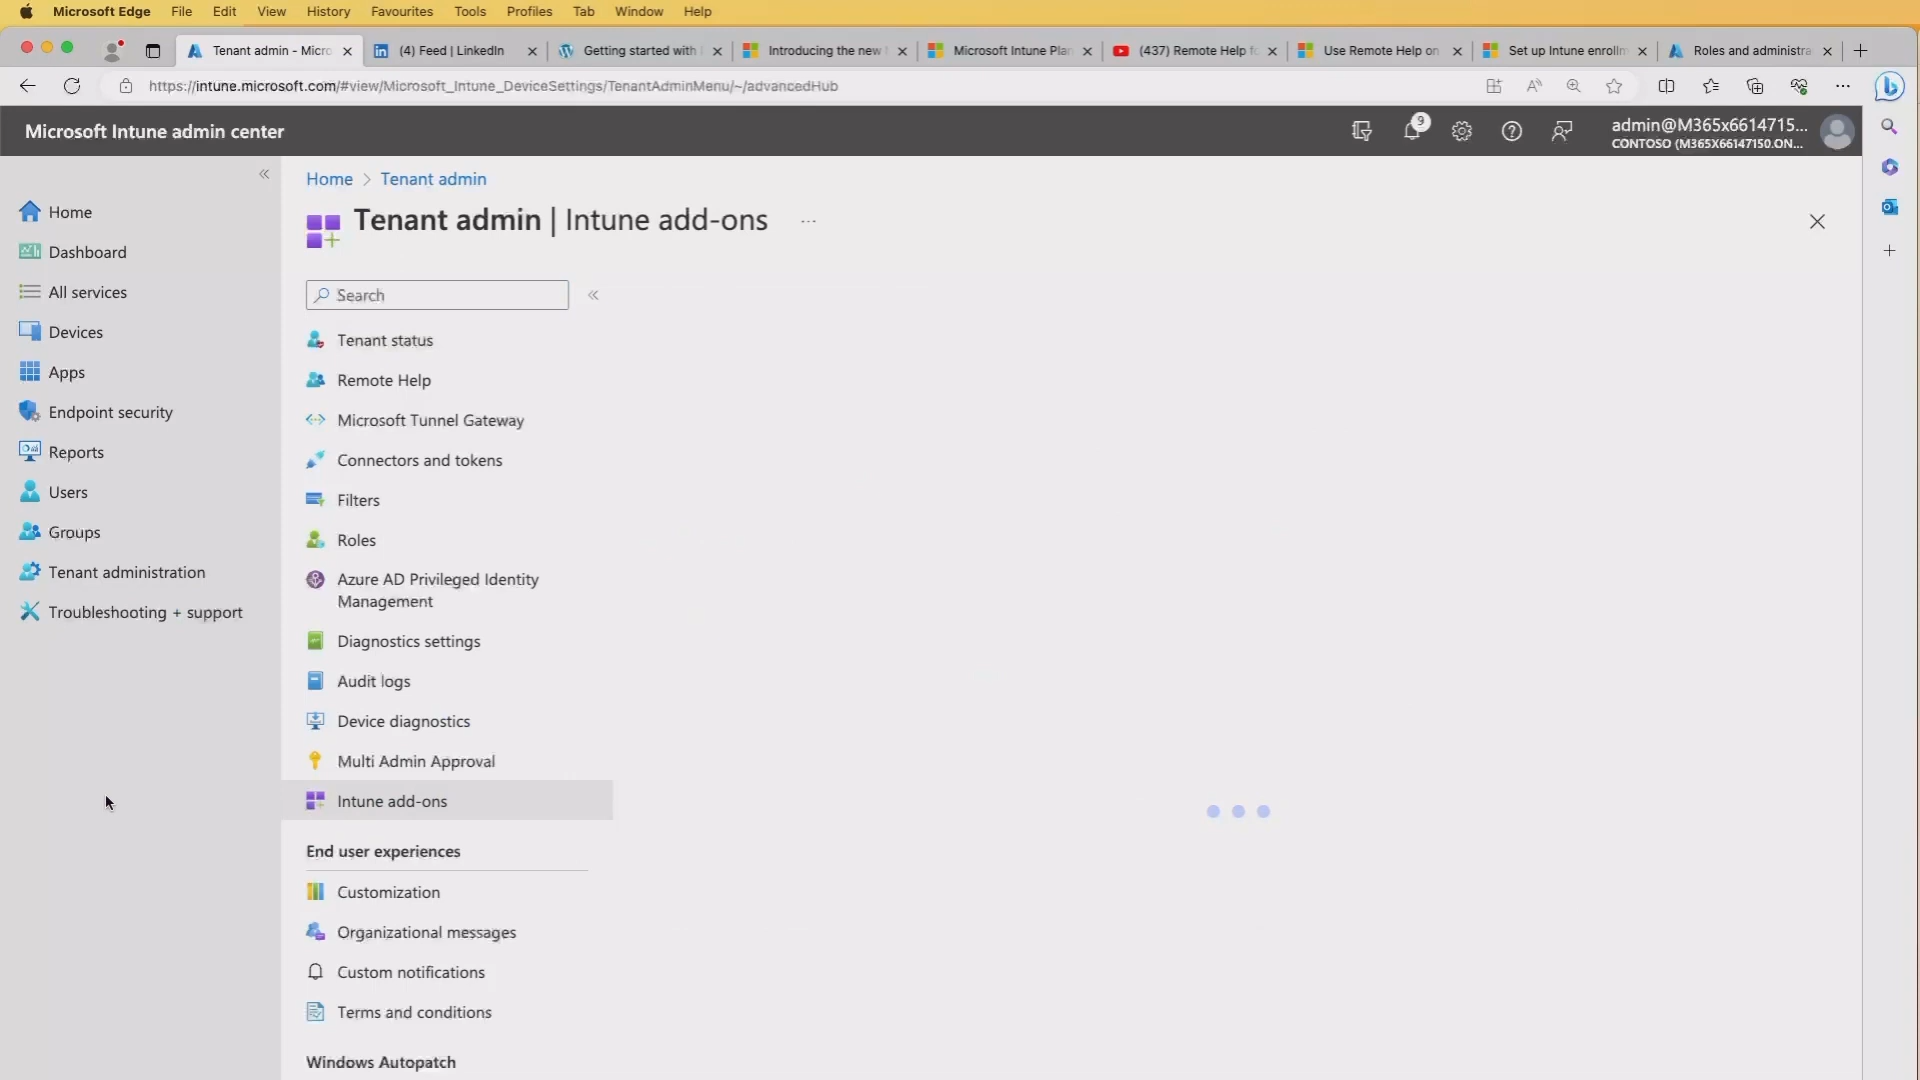 Microsoft Edge File Edit View History Favourites Tools Profiles Tab Window Help
Tenant admin - Micro
(4) Feed | LinkedIn
Getting started with
Introducing the new
Microsoft Intune Plan
(437) Remote Help fo
Use Remote Help on
Set up Intune enrollm
Roles and administra
https://intune.microsoft.com/#view/Microsoft_Intune_DeviceSettings/TenantAdminMenu/~/advancedHub
Microsoft Intune admin center
9
admin@M365x6614715...
CONTOSO (M365X66147150.ON...
Home
Dashboard
All services
Devices
Apps
Endpoint security
Reports
Users
Groups
Tenant administration
Troubleshooting + support
Home > Tenant admin
Tenant admin | Intune add-ons ...
Search
Tenant status
Remote Help
Microsoft Tunnel Gateway
Connectors and tokens
Filters
Roles
Azure AD Privileged Identity
Management
Diagnostics settings
Audit logs
Device diagnostics
Multi Admin Approval
Intune add-ons
End user experiences
Customization
Organizational messages
Custom notifications
Terms and conditions
Windows Autopatch